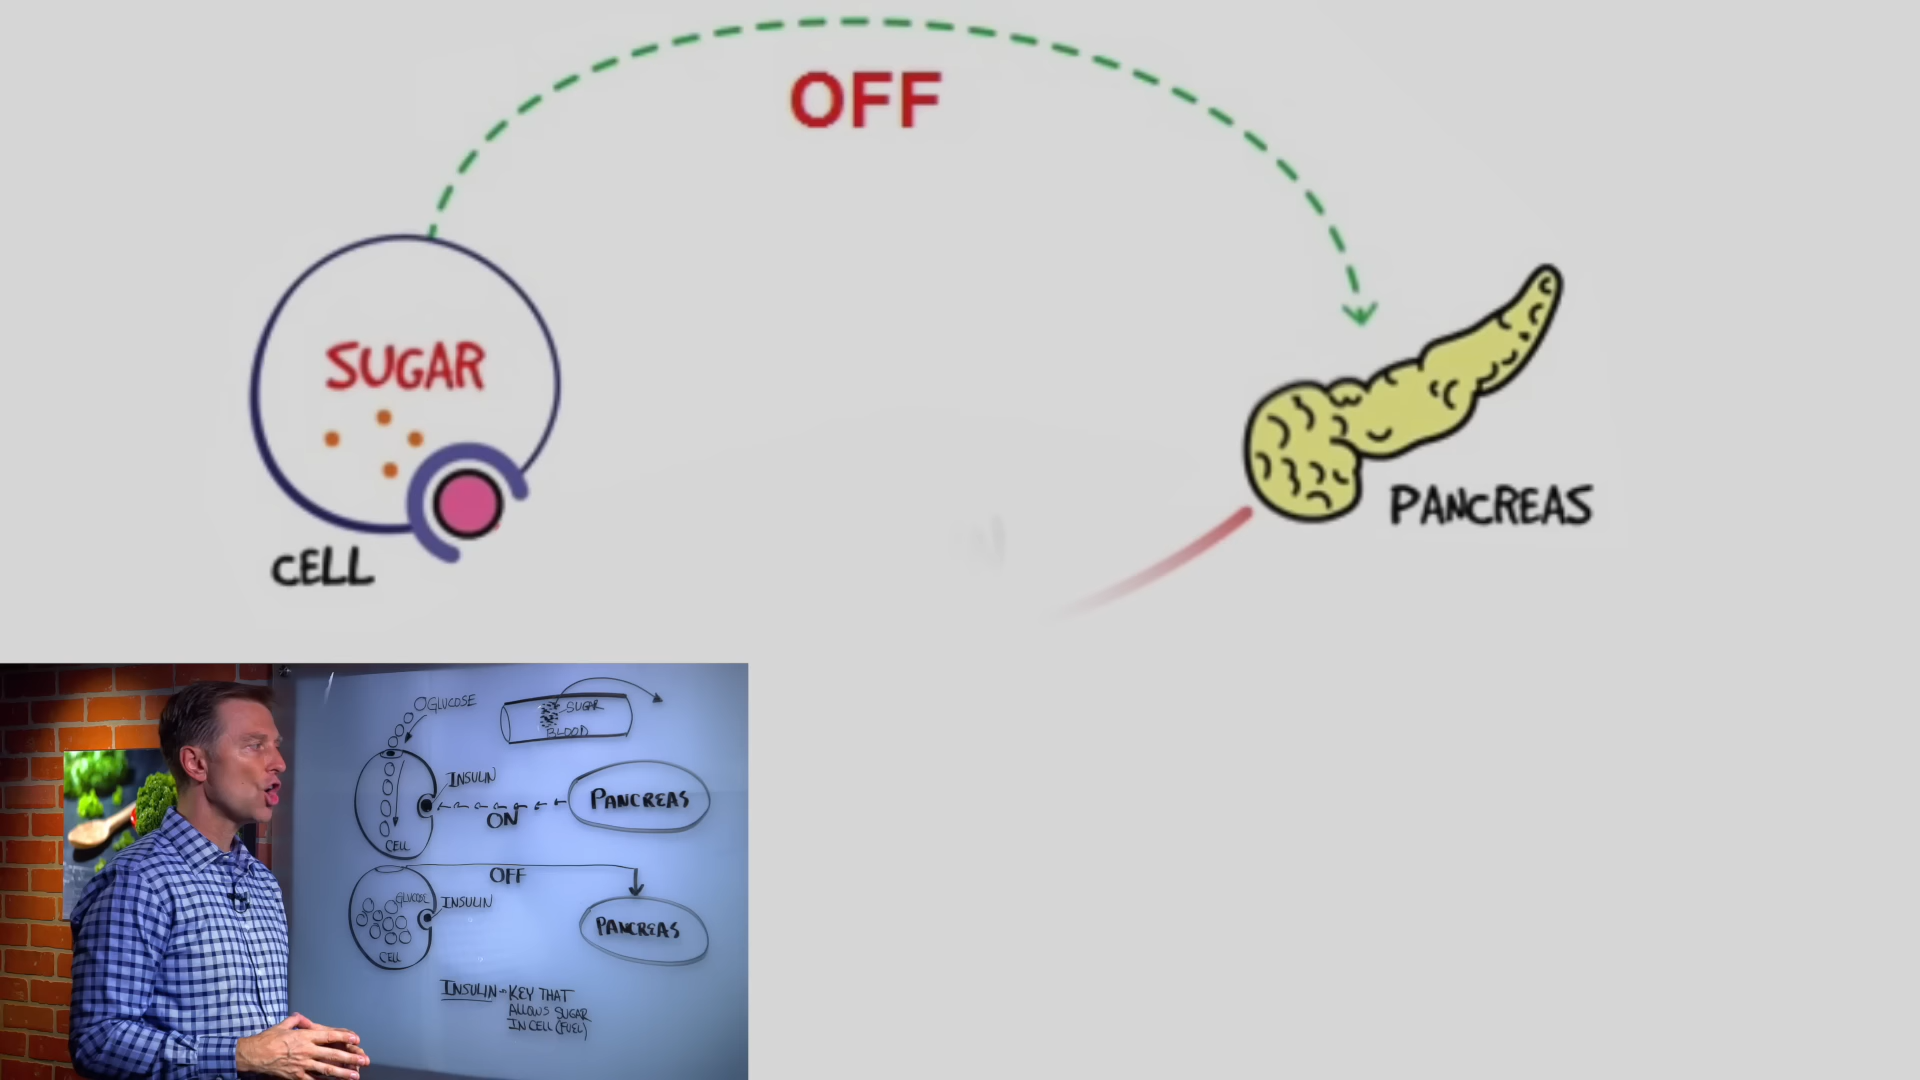 OFF
SUGAR
CELL
PANCREAS
GLUCOSE
SUGAR
BLOOD
INSULIN
PANCREAS
ON
CELL
OFF
GLUCOSE
INSULIN
PANCREAS
CELL
INSULIN - KEY THAT
ALLOWS SUGAR
IN CELL (FUEL)